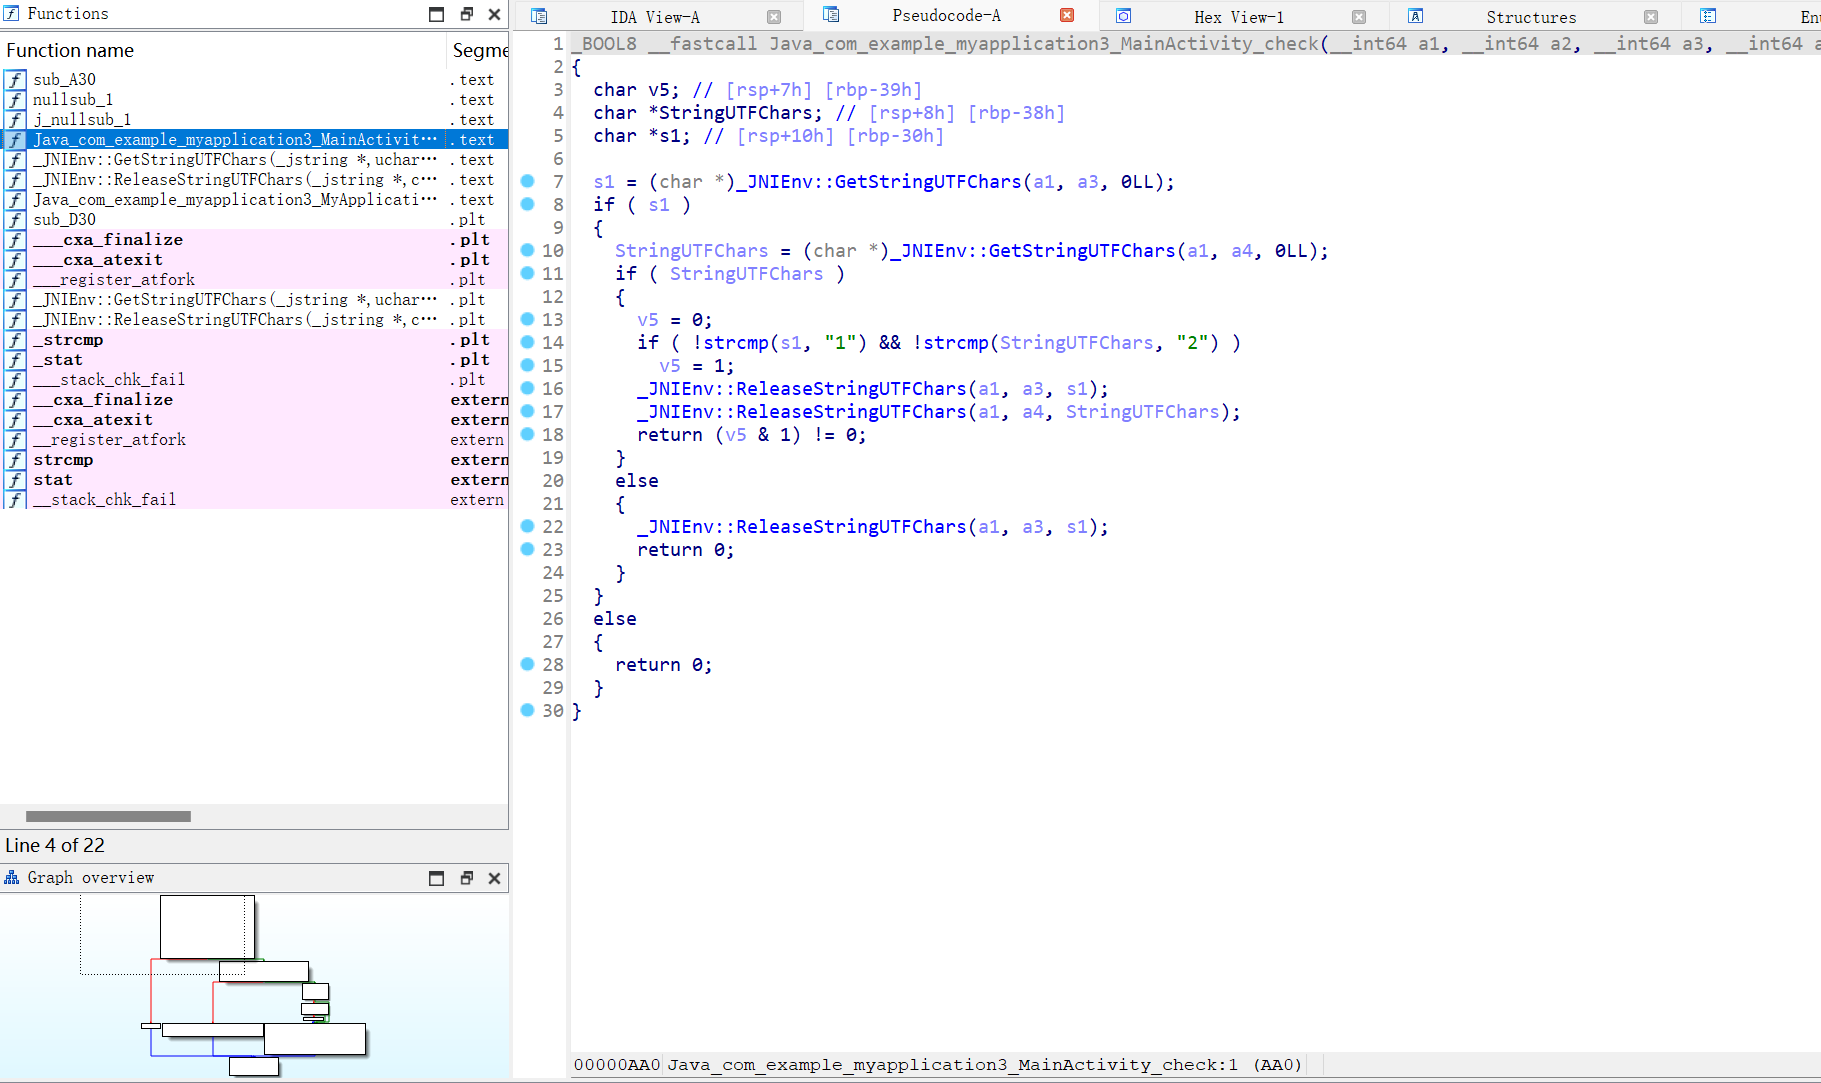 Functions
Function name Segme
sub_A30 .text
nullsub_1 .text
j_nullsub_1 .text
Java_com_example_myapplication3_MainActivit… .text
_JNIEnv::GetStringUTFChars(_jstring *,uchar… .text
_JNIEnv::ReleaseStringUTFChars(_jstring *,c… .text
Java_com_example_myapplication3_MyApplicati… .text
sub_D30 .plt
___cxa_finalize .plt
___cxa_atexit .plt
___register_atfork .plt
_JNIEnv::GetStringUTFChars(_jstring *,uchar… .plt
_JNIEnv::ReleaseStringUTFChars(_jstring *,c… .plt
_strcmp .plt
_stat .plt
___stack_chk_fail .plt
__cxa_finalize extern
__cxa_atexit extern
__register_atfork extern
strcmp extern
stat extern
__stack_chk_fail extern
Line 4 of 22
Graph overview
IDA View-A Pseudocode-A Hex View-1 Structures Enu
1 _BOOL8 __fastcall Java_com_example_myapplication3_MainActivity_check(__int64 a1, __int64 a2, __int64 a3, __int64 a
2 {
3 char v5; // [rsp+7h] [rbp-39h]
4 char *StringUTFChars; // [rsp+8h] [rbp-38h]
5 char *s1; // [rsp+10h] [rbp-30h]
6
7 s1 = (char *)_JNIEnv::GetStringUTFChars(a1, a3, 0LL);
8 if ( s1 )
9 {
10 StringUTFChars = (char *)_JNIEnv::GetStringUTFChars(a1, a4, 0LL);
11 if ( StringUTFChars )
12 {
13 v5 = 0;
14 if ( !strcmp(s1, "1") && !strcmp(StringUTFChars, "2") )
15 v5 = 1;
16 _JNIEnv::ReleaseStringUTFChars(a1, a3, s1);
17 _JNIEnv::ReleaseStringUTFChars(a1, a4, StringUTFChars);
18 return (v5 & 1) != 0;
19 }
20 else
21 {
22 _JNIEnv::ReleaseStringUTFChars(a1, a3, s1);
23 return 0;
24 }
25 }
26 else
27 {
28 return 0;
29 }
30 }
00000AA0 Java_com_example_myapplication3_MainActivity_check:1 (AA0)